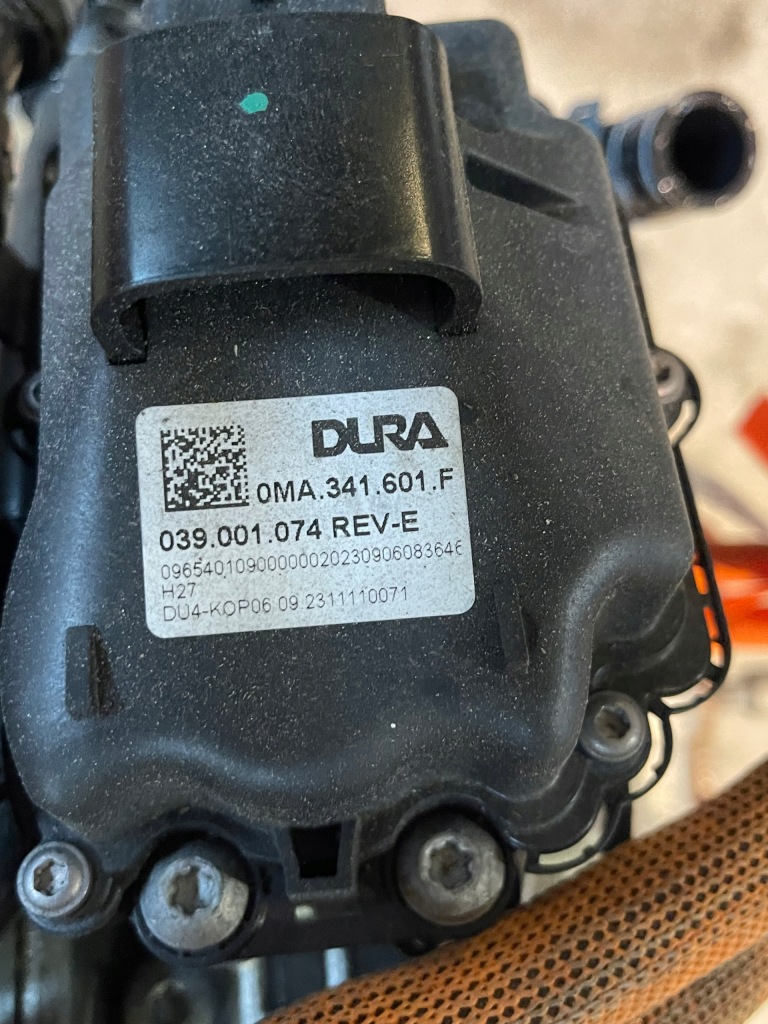 DURA
0MA.341.601.F
039.001.074 REV-E
09654010900000020230906083646
H27
DU4-KOP06 09.2311110071